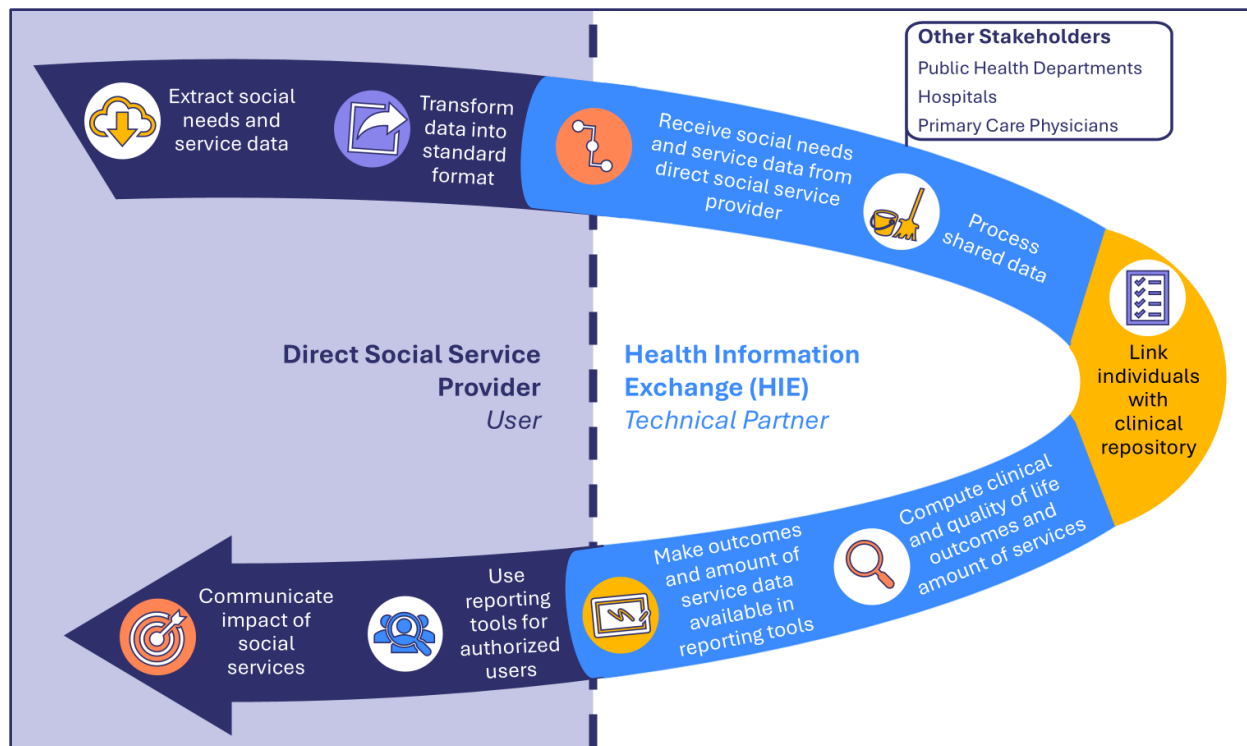 Other Stakeholders
Public Health Departments
Hospitals
Primary Care Physicians
Extract social
needs and
service data
Transform
data into
standard
format
Receive social needs
and service data from
direct social service
provider
Process
shared data
Link
individuals
with
clinical
repository
Direct Social Service
Provider
User
Health Information
Exchange (HIE)
Technical Partner
Compute clinical
and quality of life
outcomes and
amount of services
Make outcomes
and amount of
service data
available in
reporting tools
Use
reporting
tools for
authorized
users
Communicate
impact of
social
services